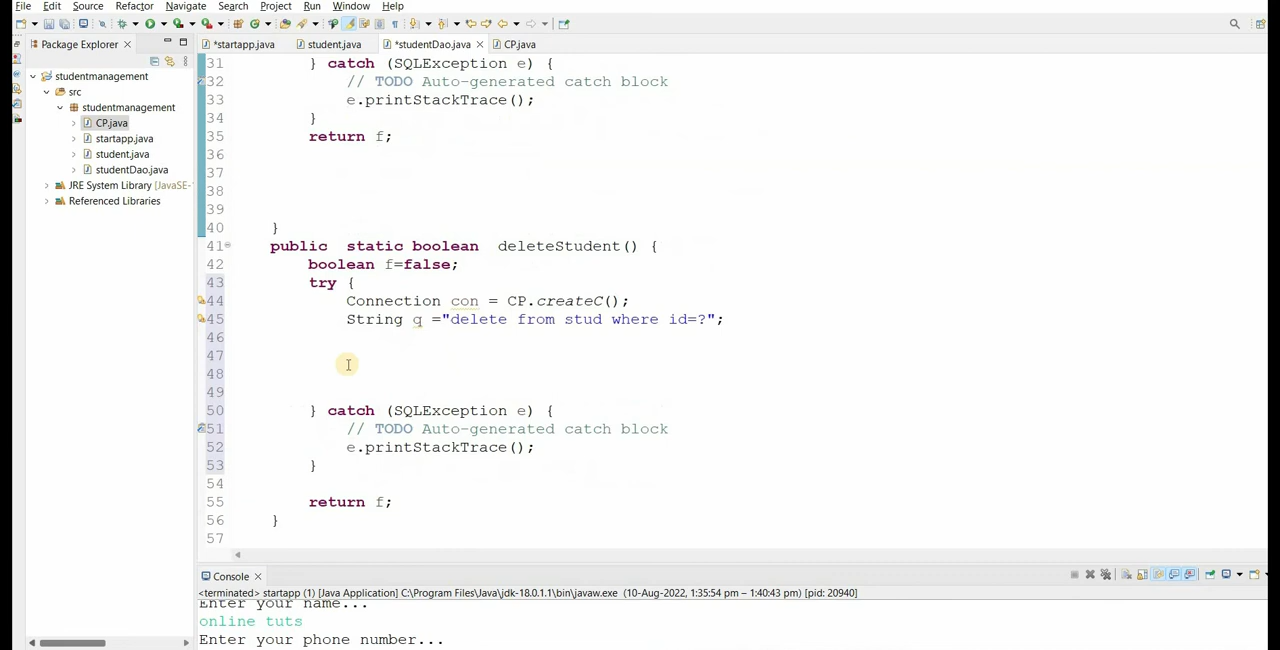 File Edit Source Refactor Navigate Search Project Run Window Help
Package Explorer
*startapp.java student.java *studentDao.java CP.java
studentmanagement
src
studentmanagement
CP.java
startapp.java
student.java
studentDao.java
JRE System Library [JavaSE-
Referenced Libraries
31 } catch (SQLException e) {
32 // TODO Auto-generated catch block
33 e.printStackTrace();
34 }
35 return f;
36
37
38
39
40 }
41 public static boolean deleteStudent() {
42 boolean f=false;
43 try {
44 Connection con = CP.createC();
45 String q ="delete from stud where id=?";
46
47
48
49
50 } catch (SQLException e) {
51 // TODO Auto-generated catch block
52 e.printStackTrace();
53 }
54
55 return f;
56 }
57
Console
<terminated> startapp (1) [Java Application] C:\Program Files\Java\jdk-18.0.1.1\bin\javaw.exe (10-Aug-2022, 1:35:54 pm – 1:40:43 pm) [pid: 20940]
Enter your name...
online tuts
Enter your phone number...